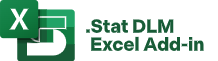 X
.Stat DLM
Excel Add-in